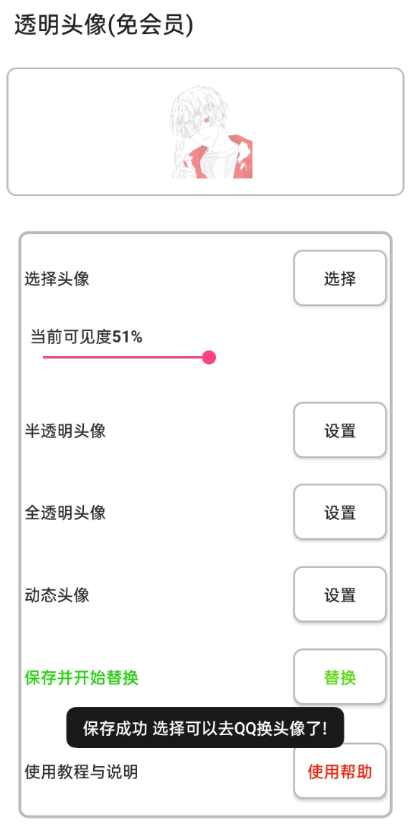 透明头像(免会员)
选择头像
选择
当前可见度51%
半透明头像
设置
全透明头像
设置
动态头像
设置
保存并开始替换
替换
保存成功 选择可以去QQ换头像了!
使用教程与说明
使用帮助